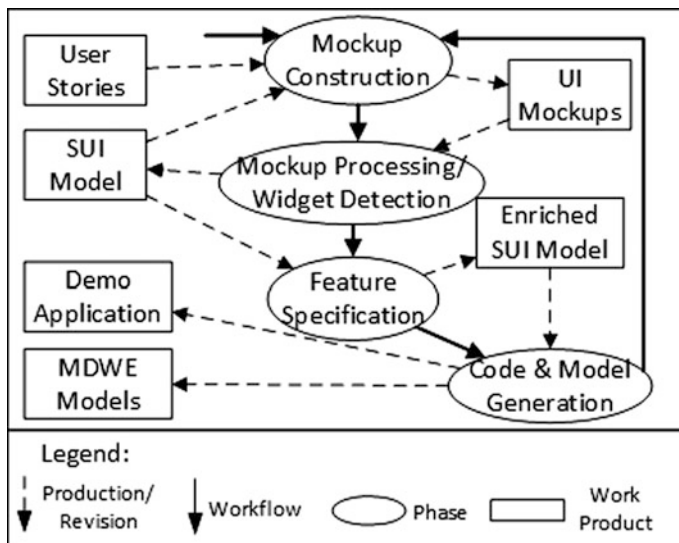 User
Stories
Mockup
Construction
UI
Mockups
SUI
Model
Mockup Processing/
Widget Detection
Enriched
SUI Model
Demo
Application
Feature
Specification
MDWE
Models
Code & Model
Generation
Legend:
Production/
Revision
Workflow
Phase
Work
Product